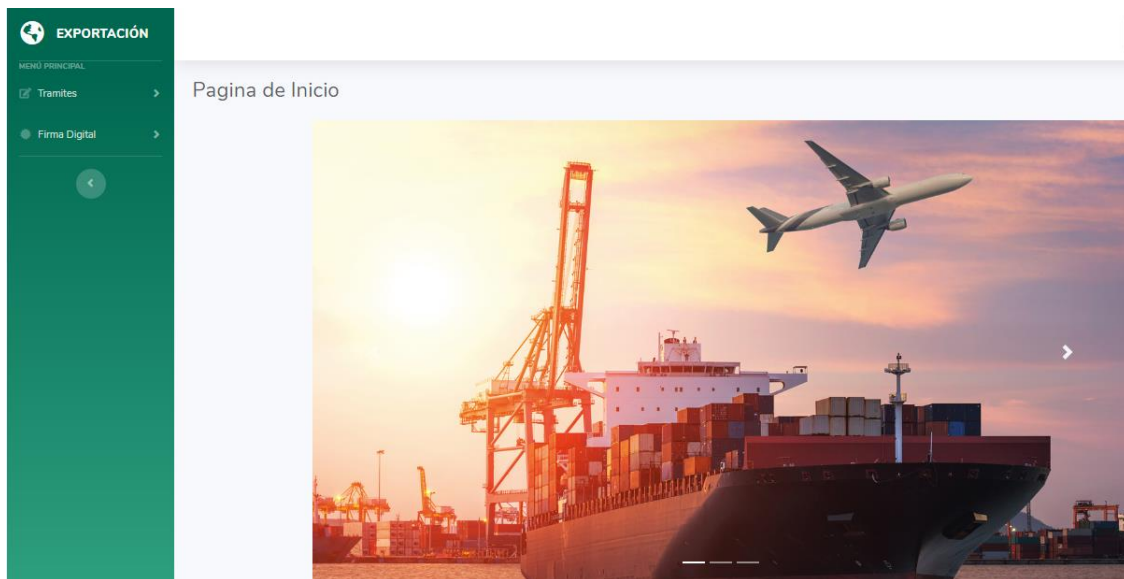 EXPORTACIÓN
MENÚ PRINCIPAL
Tramites
Firma Digital
Pagina de Inicio